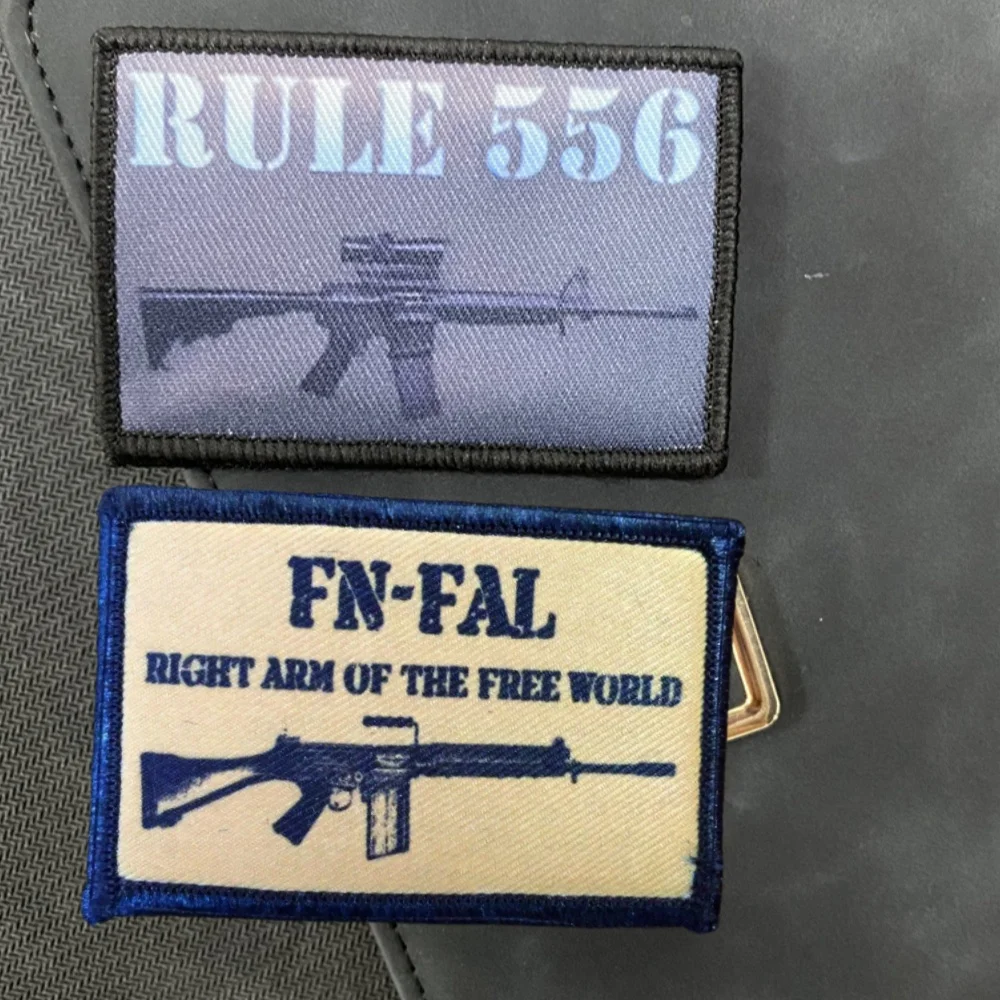 RULE 556
FN-FAL
RIGHT ARM OF THE FREE WORLD